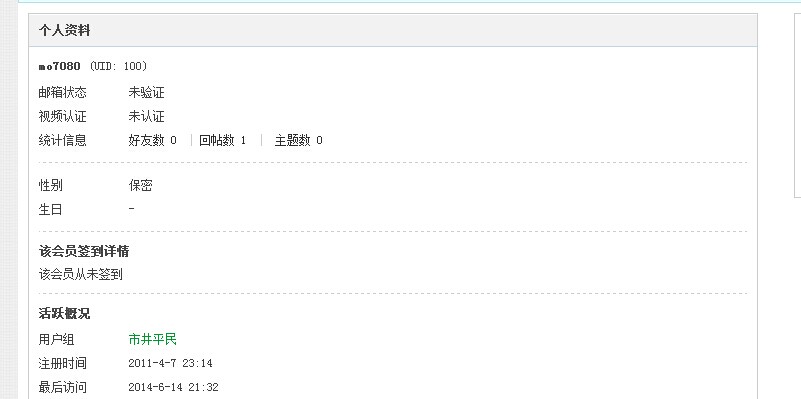 个人资料
mo7080 (UID: 100)
邮箱状态 未验证
视频认证 未认证
统计信息 好友数 0 | 回帖数 1 | 主题数 0
性别 保密
生日 -
该会员签到详情
该会员从未签到
活跃概况
用户组 市井平民
注册时间 2011-4-7 23:14
最后访问 2014-6-14 21:32